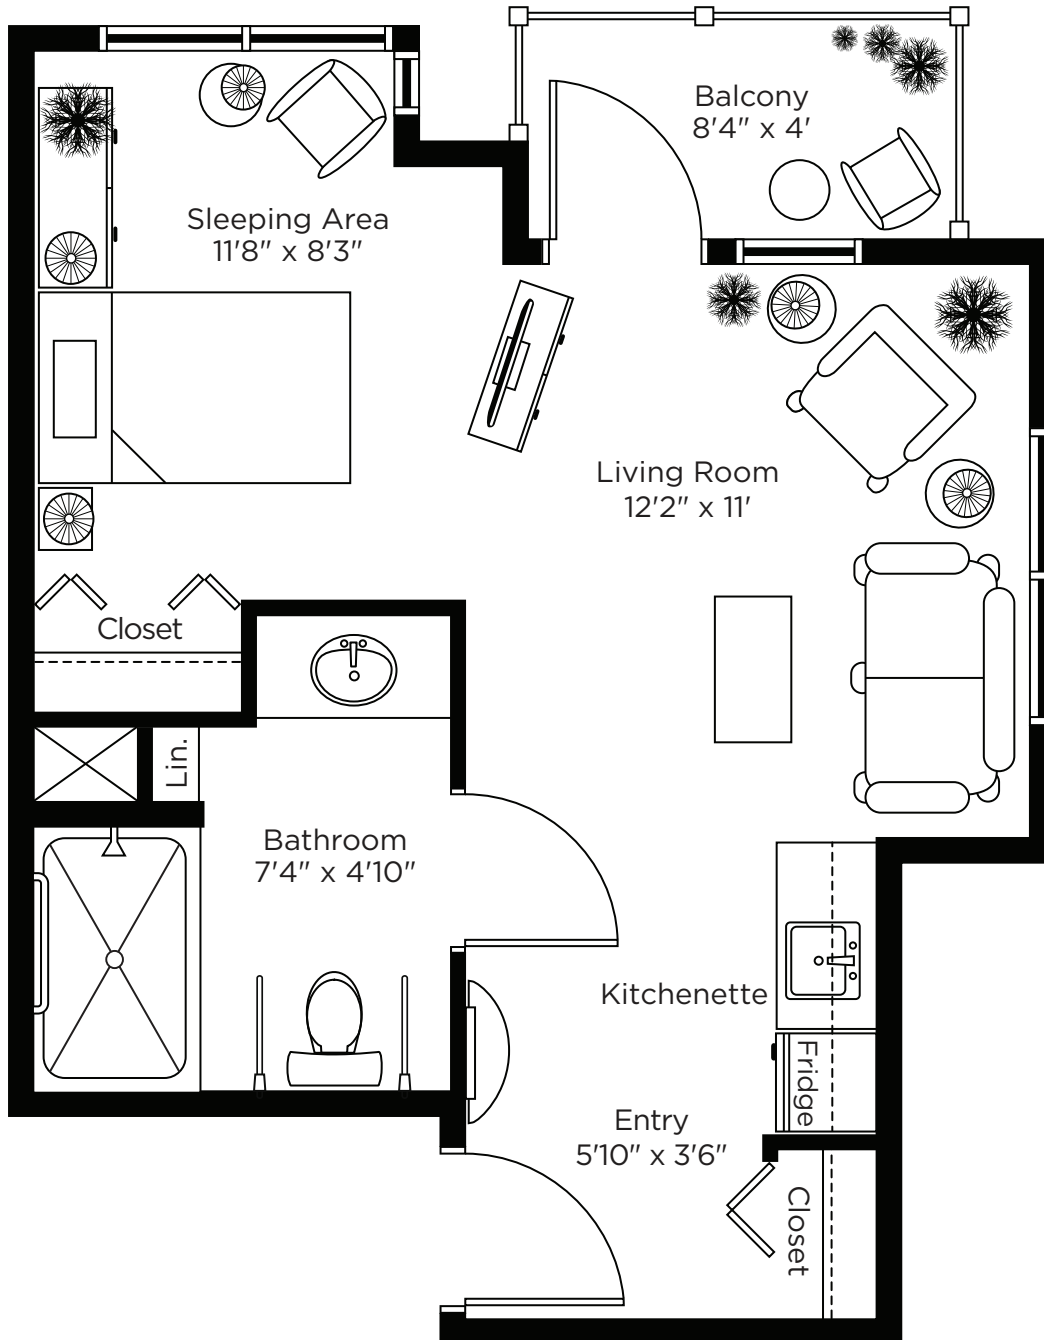 Balcony
8'4" x 4'
Sleeping Area
11'8" x 8'3"
Living Room
12'2" x 11'
Closet
Lin.
Bathroom
7'4" x 4'10"
Kitchenette
Fridge
Entry
5'10" x 3'6"
Closet